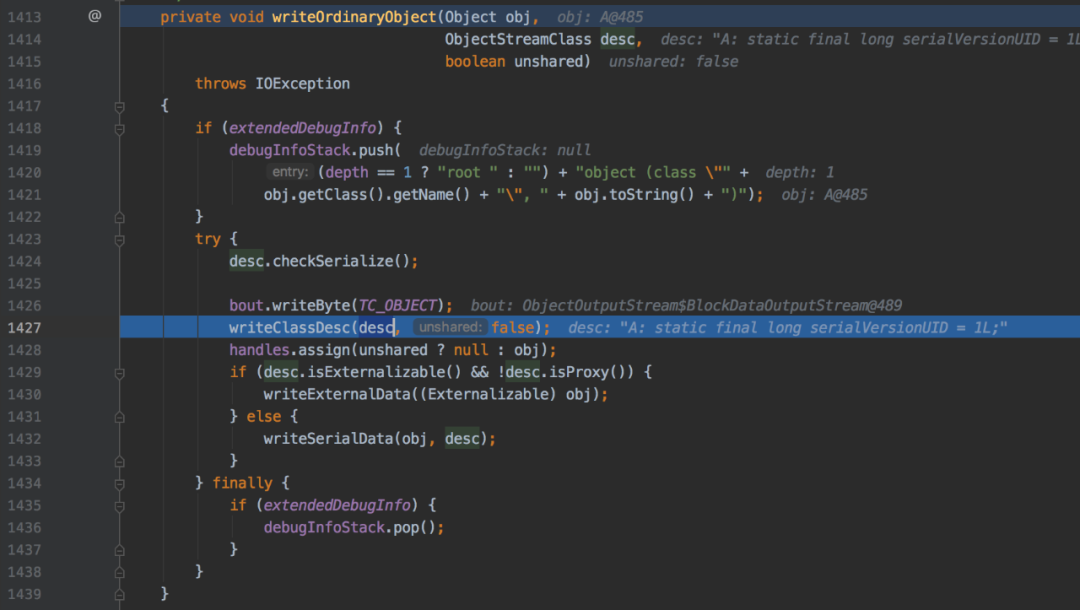 1413 @ private void writeOrdinaryObject(Object obj, obj: A@485
1414 ObjectStreamClass desc, desc: "A: static final long serialVersionUID = 1L
1415 boolean unshared) unshared: false
1416 throws IOException
1417 {
1418 if (extendedDebugInfo) {
1419 debugInfoStack.push( debugInfoStack: null
1420 entry: (depth == 1 ? "root " : "") + "object (class \"" + depth: 1
1421 obj.getClass().getName() + "\", " + obj.toString() + ")"); obj: A@485
1422 }
1423 try {
1424 desc.checkSerialize();
1425
1426 bout.writeByte(TC_OBJECT); bout: ObjectOutputStream$BlockDataOutputStream@489
1427 writeClassDesc(desc, unshared: false); desc: "A: static final long serialVersionUID = 1L;"
1428 handles.assign(unshared ? null : obj);
1429 if (desc.isExternalizable() && !desc.isProxy()) {
1430 writeExternalData((Externalizable) obj);
1431 } else {
1432 writeSerialData(obj, desc);
1433 }
1434 } finally {
1435 if (extendedDebugInfo) {
1436 debugInfoStack.pop();
1437 }
1438 }
1439 }